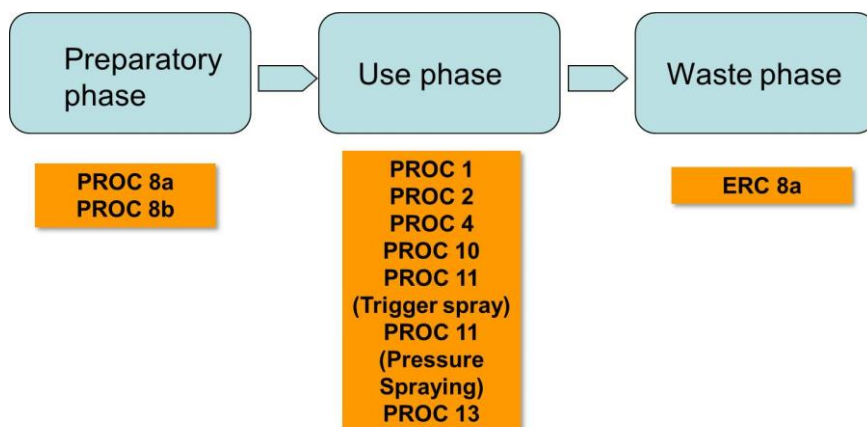 Preparatory
phase
Use phase
Waste phase
PROC 8a
PROC 8b
PROC 1
PROC 2
PROC 4
PROC 10
PROC 11
(Trigger spray)
PROC 11
(Pressure
Spraying)
PROC 13
ERC 8a